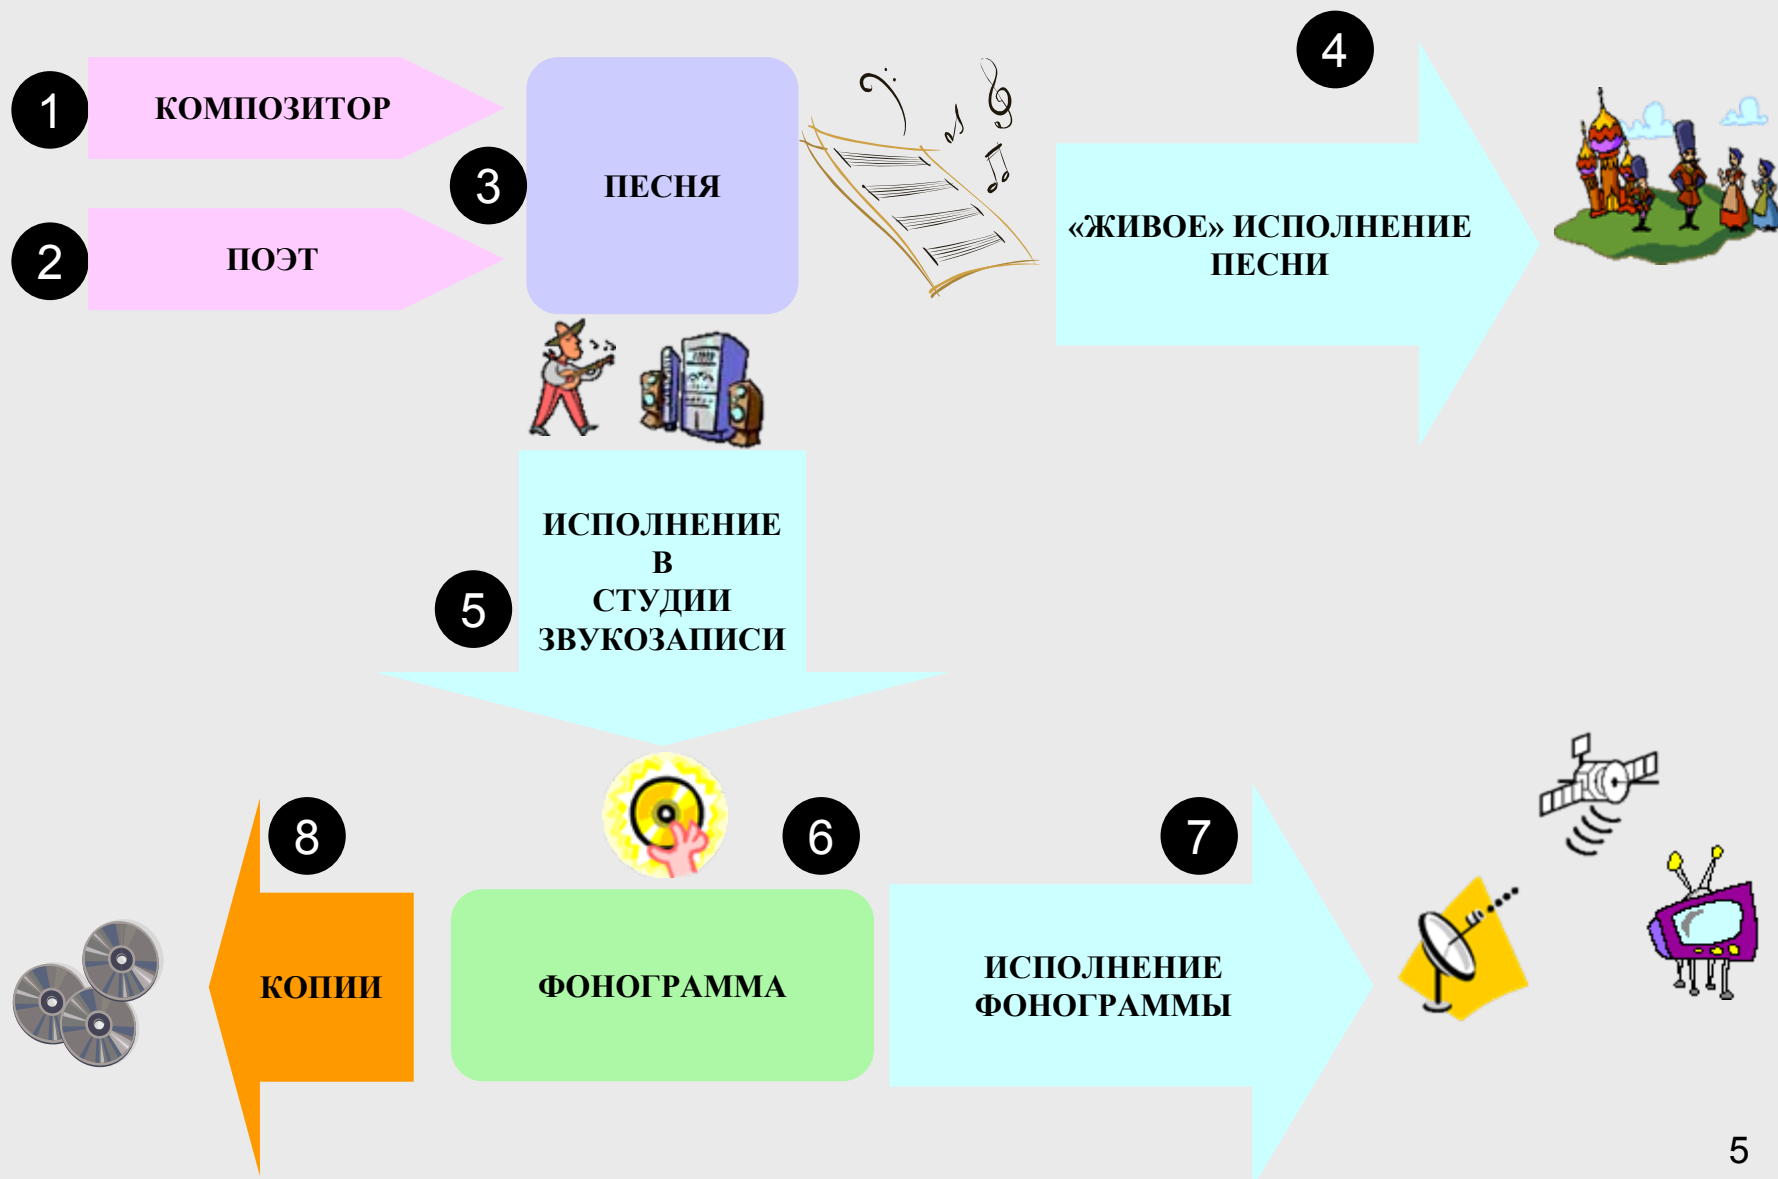 1
КОМПОЗИТОР
2
ПОЭТ
3
ПЕСНЯ
4
«ЖИВОЕ» ИСПОЛНЕНИЕ
ПЕСНИ
5
ИСПОЛНЕНИЕ
В
СТУДИИ
ЗВУКОЗАПИСИ
6
ФОНОГРАММА
7
ИСПОЛНЕНИЕ
ФОНОГРАММЫ
8
КОПИИ
5